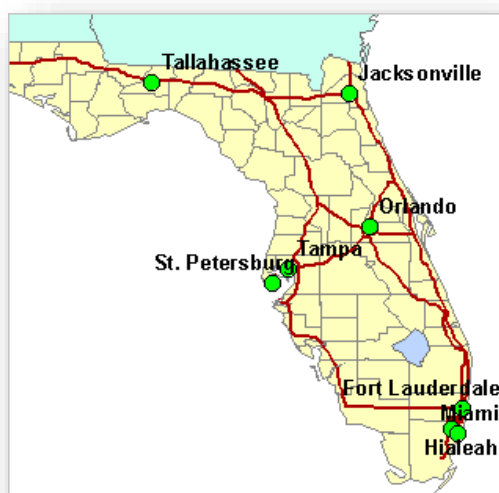 Tallahassee
Jacksonville
Orlando
Tampa
St. Petersburg
Fort Lauderdale
Miami
Hialeah